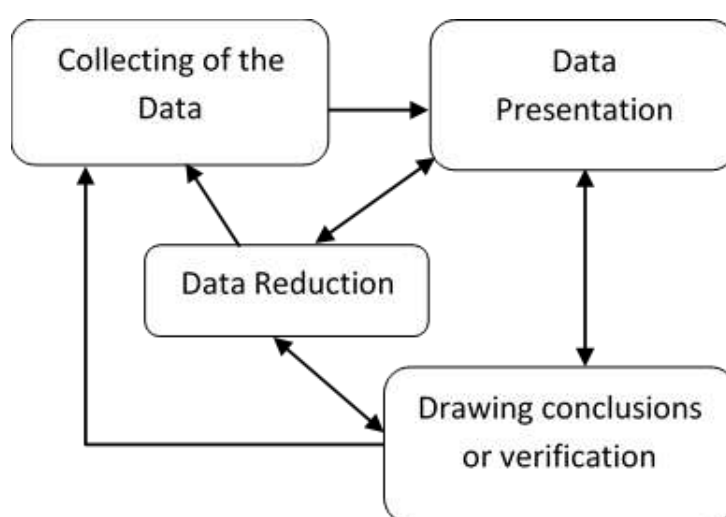 Collecting of the
Data
Data
Presentation
Data Reduction
Drawing conclusions
or verification